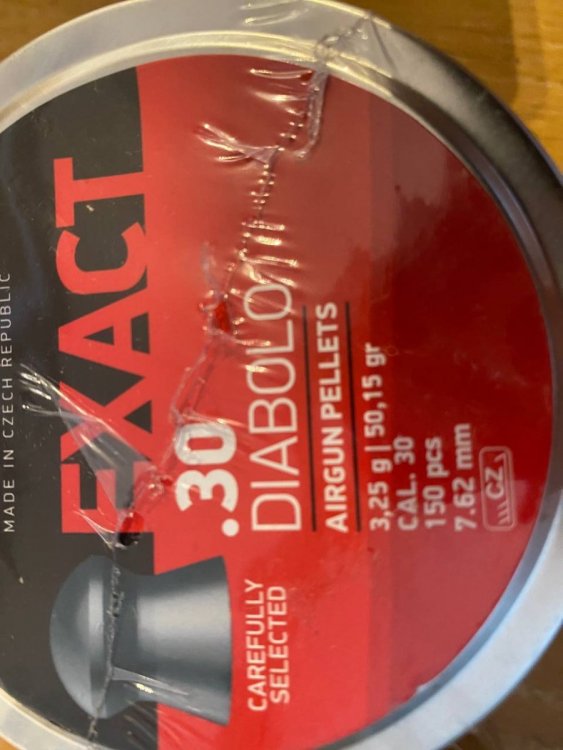 MADE IN CZECH REPUBLIC
EXACT
.30
DIABOLO
AIRGUN PELLETS
3,25 g | 50,15 gr
CAL. 30
150 pcs
7.62 mm
CZ
CAREFULLY
SELECTED